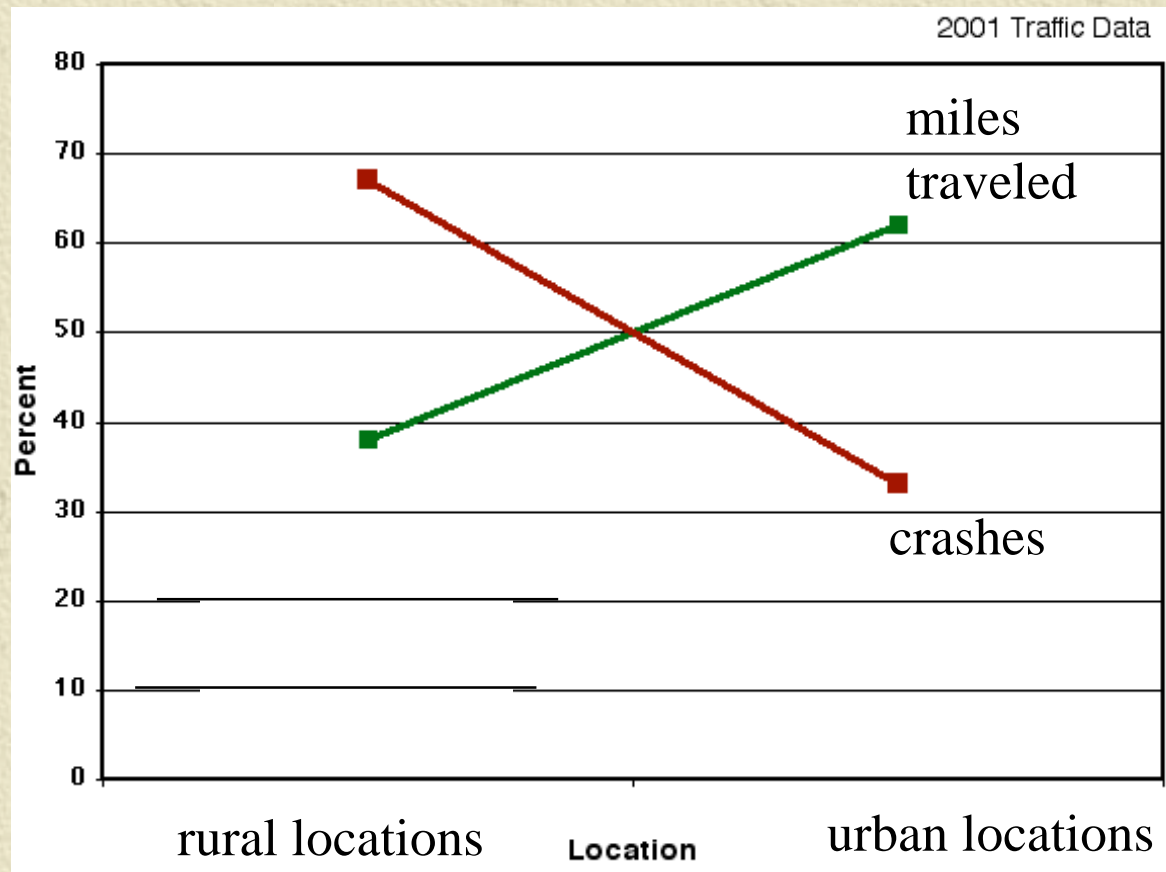 2001 Traffic Data
80
miles
70
traveled
60
50
Percent
40
30
crashes
20
10
0
rural locations
Location
urban locations